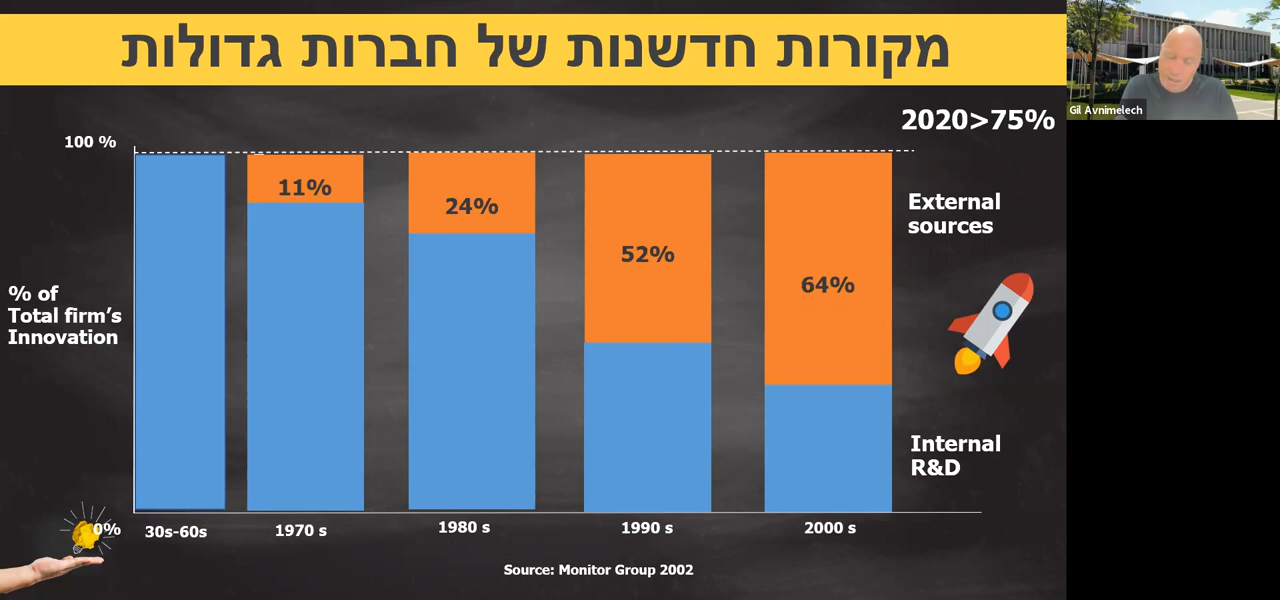 מקורות חדשנות של חברות גדולות
Gil Avnimelech
2020>75%
100 %
11%
24%
52%
64%
External
sources
% of
Total firm’s
Innovation
Internal
R&D
0%
30s-60s
1970 s
1980 s
1990 s
2000 s
Source: Monitor Group 2002